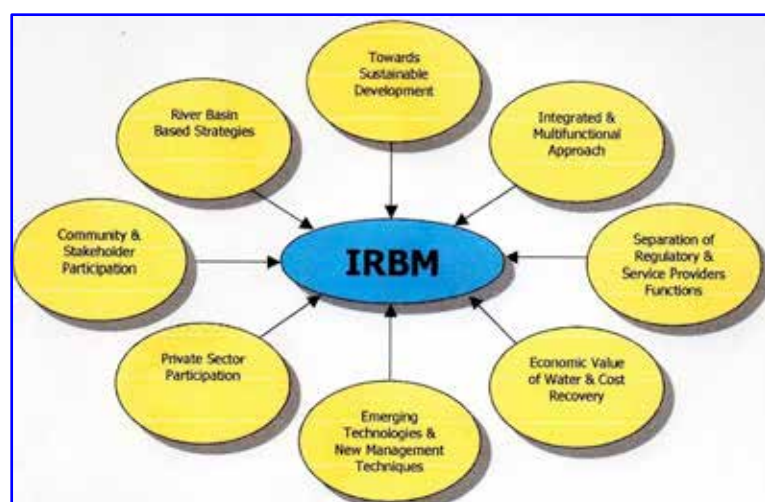 Towards
Sustainable
Development
River Basin
Based Strategies
Integrated &
Multifunctional
Approach
Community &
Stakeholder
Participation
IRBM
Separation of
Regulatory &
Service Providers
Functions
Private Sector
Participation
Economic Value
of Water & Cost
Recovery
Emerging
Technologies &
New Management
Techniques